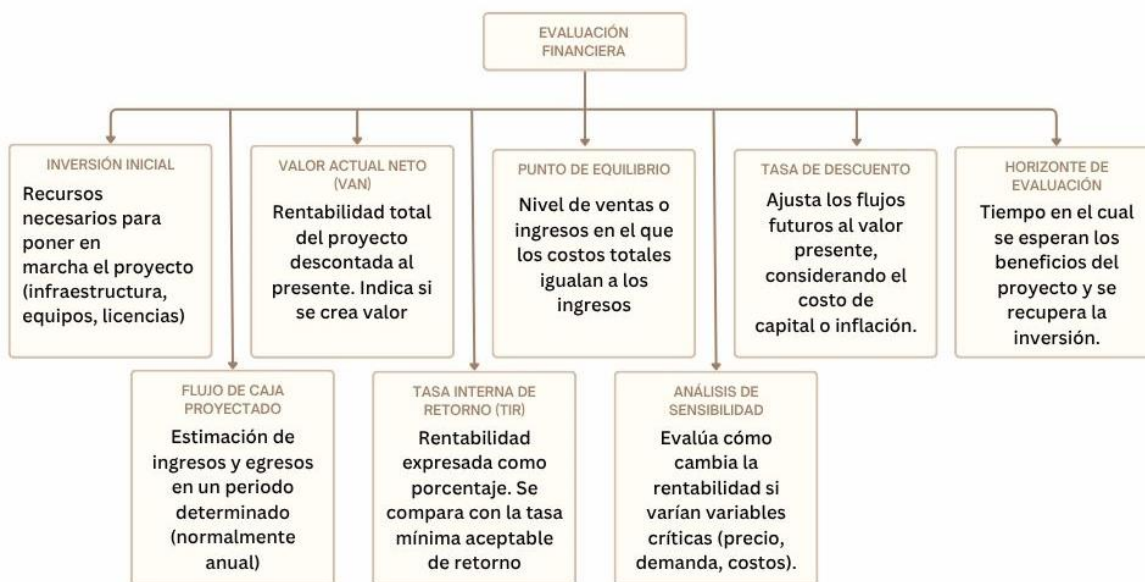 EVALUACIÓN
FINANCIERA
INVERSIÓN INICIAL
Recursos
necesarios para
poner en
marcha el proyecto
(infraestructura,
equipos, licencias)
VALOR ACTUAL NETO
(VAN)
Rentabilidad total
del proyecto
descontada al
presente. Indica si
se crea valor
PUNTO DE EQUILIBRIO
Nivel de ventas o
ingresos en el que
los costos totales
igualan a los
ingresos
TASA DE DESCUENTO
Ajusta los flujos
futuros al valor
presente,
considerando el
costo de
capital o inflación.
HORIZONTE DE
EVALUACIÓN
Tiempo en el cual
se esperan los
beneficios del
proyecto y se
recupera la
inversión.
FLUJO DE CAJA
PROYECTADO
Estimación de
ingresos y egresos
en un periodo
determinado
(normalmente
anual)
TASA INTERNA DE
RETORNO (TIR)
Rentabilidad
expresada como
porcentaje. Se
compara con la tasa
mínima aceptable
de retorno
ANÁLISIS DE
SENSIBILIDAD
Evalúa cómo
cambia la
rentabilidad si
varían variables
críticas (precio,
demanda, costos).